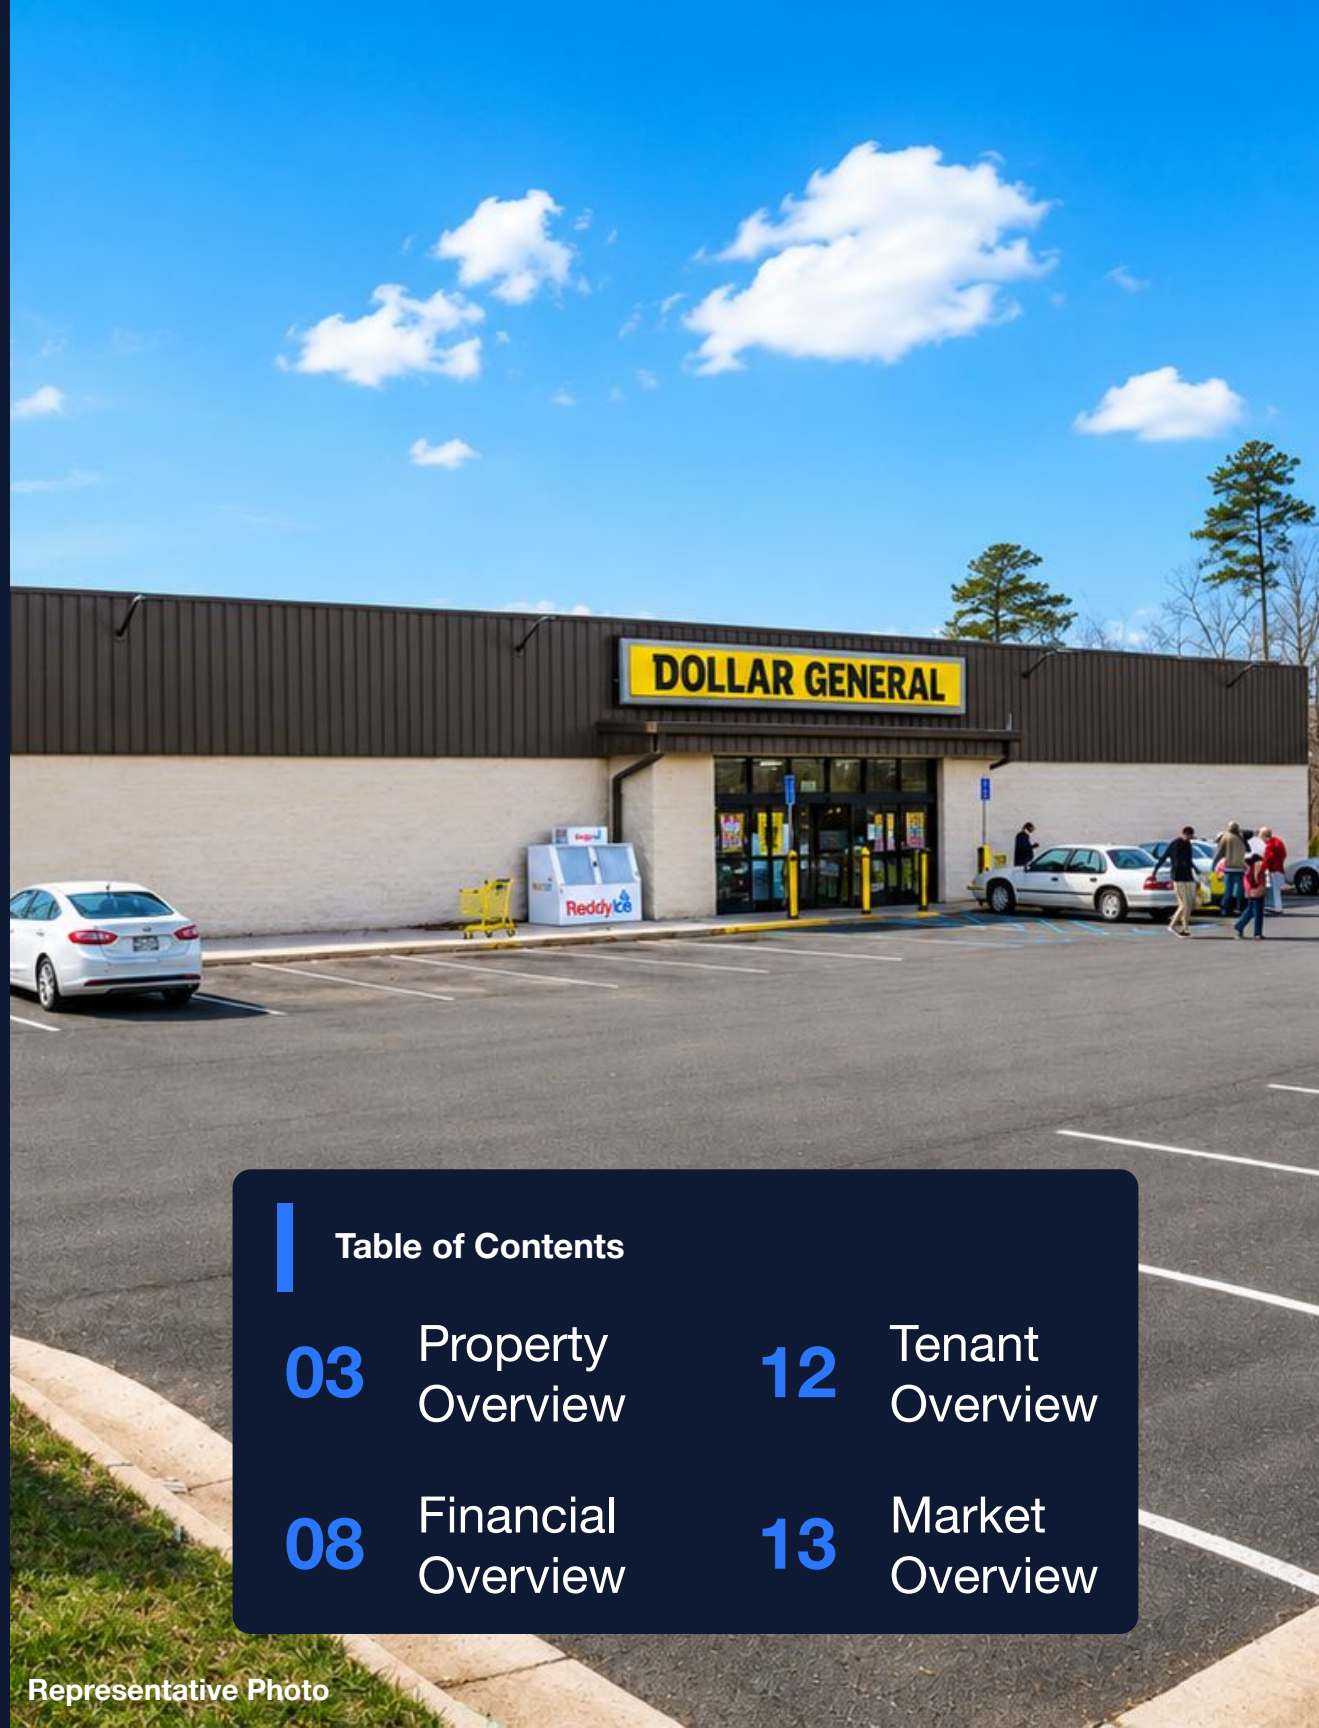 DOLLAR GENERAL
Reddy Ice
Table of Contents
03
Property
Overview
12
Tenant
Overview
08
Financial
Overview
13
Market
Overview
Representative Photo